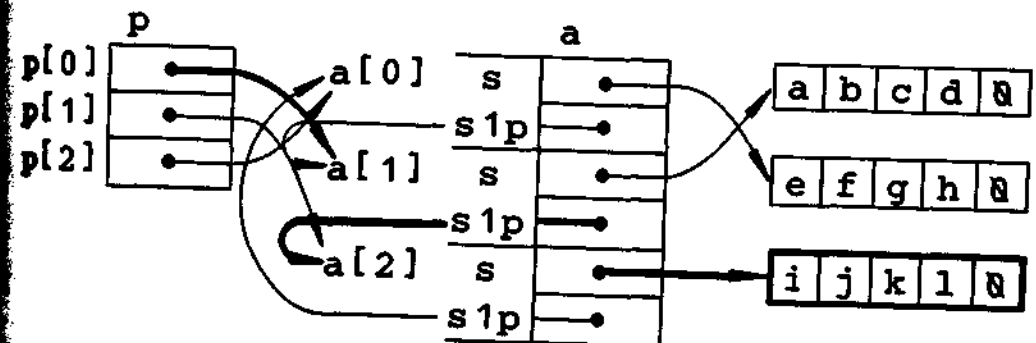 p
a
p[0]
p[1]
p[2]
a[0]
a[1]
a[2]
s
s1p
s
s1p
s
s1p
a b c d \0
e f g h \0
i j k l \0